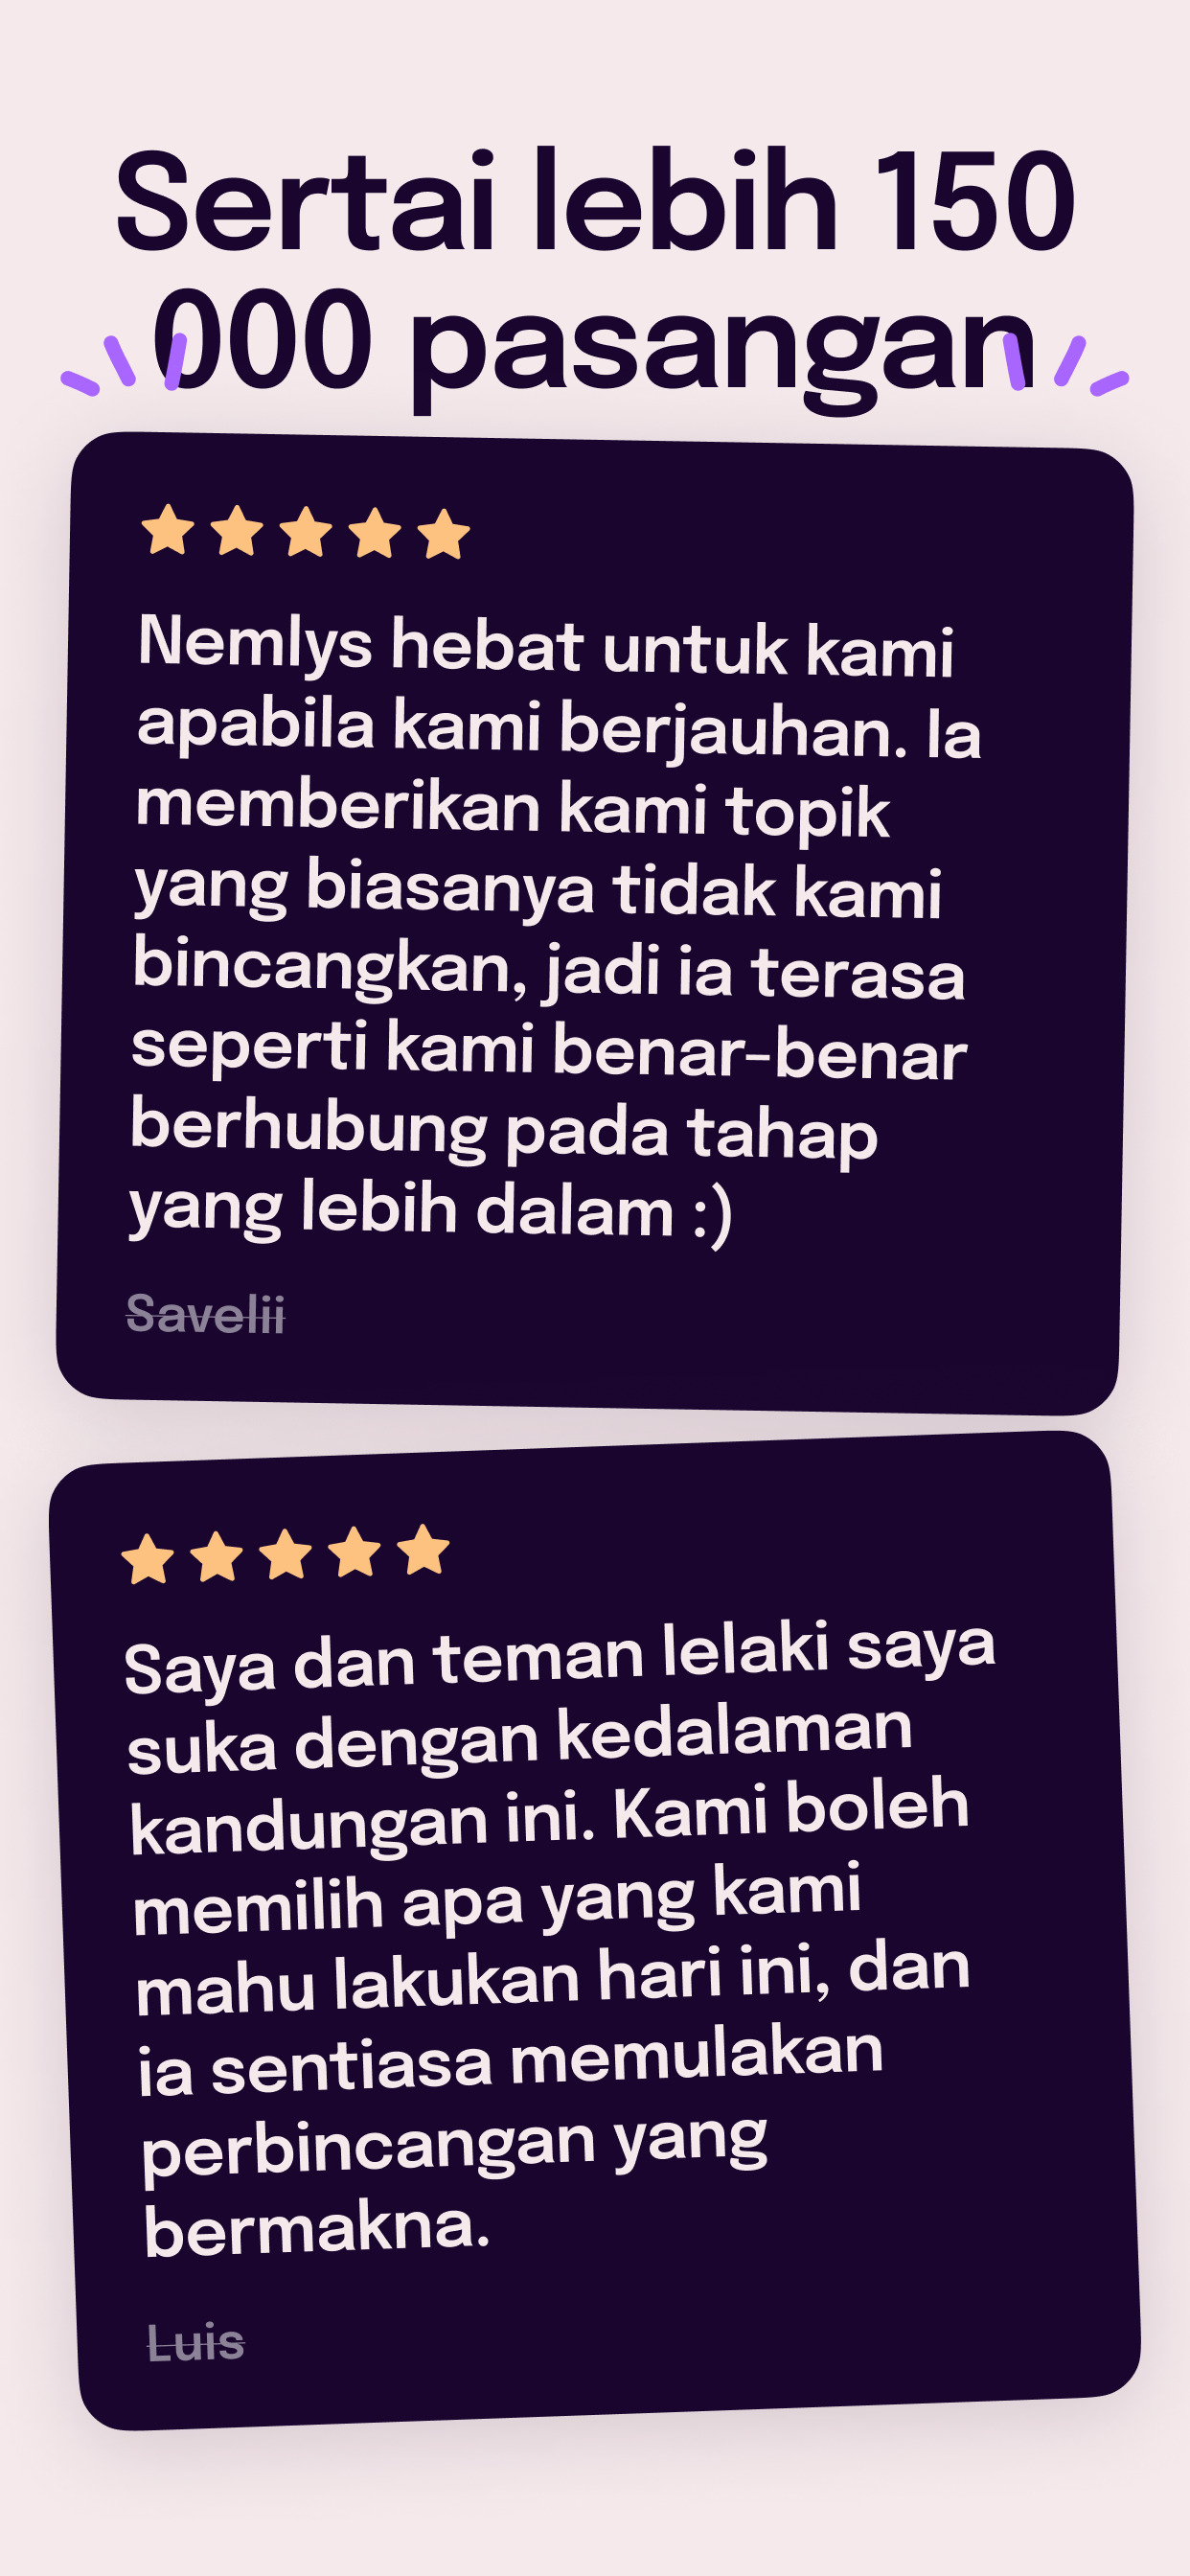 Sertai lebih 150
000 pasangan
Nemlys hebat untuk kami
apabila kami berjauhan. Ia
memberikan kami topik
yang biasanya tidak kami
bincangkan, jadi ia terasa
seperti kami benar-benar
berhubung pada tahap
yang lebih dalam :)
Savelii
Saya dan teman lelaki saya
suka dengan kedalaman
kandungan ini. Kami boleh
memilih apa yang kami
mahu lakukan hari ini, dan
ia sentiasa memulakan
perbincangan yang
bermakna.
Luis